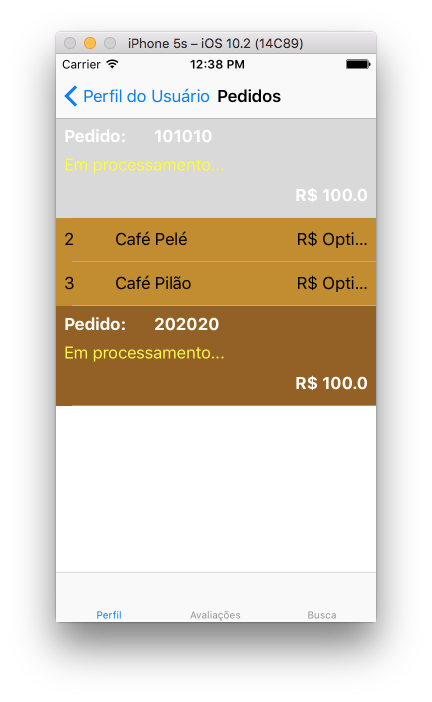 iPhone 5s – iOS 10.2 (14C89)
Carrier 12:38 PM
Perfil do Usuário Pedidos
Pedido: 101010
Em processamento...
R$ 100.0
2 Café Pelé R$ Opti...
3 Café Pilão R$ Opti...
Pedido: 202020
Em processamento...
R$ 100.0
Perfil Avaliações Busca